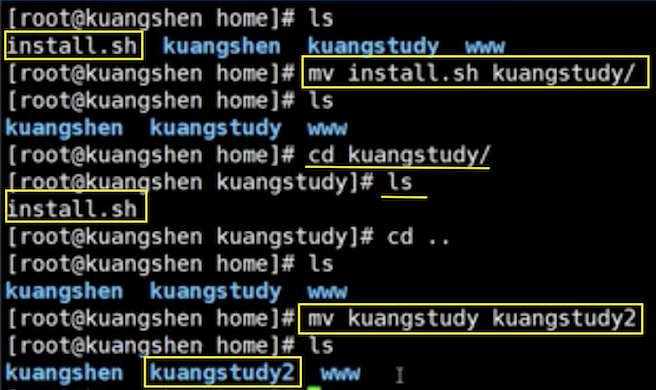 [root@kuangshen home]# ls
install.sh  kuangshen  kuangstudy  www
[root@kuangshen home]# mv install.sh kuangstudy/
[root@kuangshen home]# ls
kuangshen  kuangstudy  www
[root@kuangshen home]# cd kuangstudy/
[root@kuangshen kuangstudy]# ls
install.sh
[root@kuangshen kuangstudy]# cd ..
[root@kuangshen home]# ls
kuangshen  kuangstudy  www
[root@kuangshen home]# mv kuangstudy kuangstudy2
[root@kuangshen home]# ls
kuangshen  kuangstudy2  www